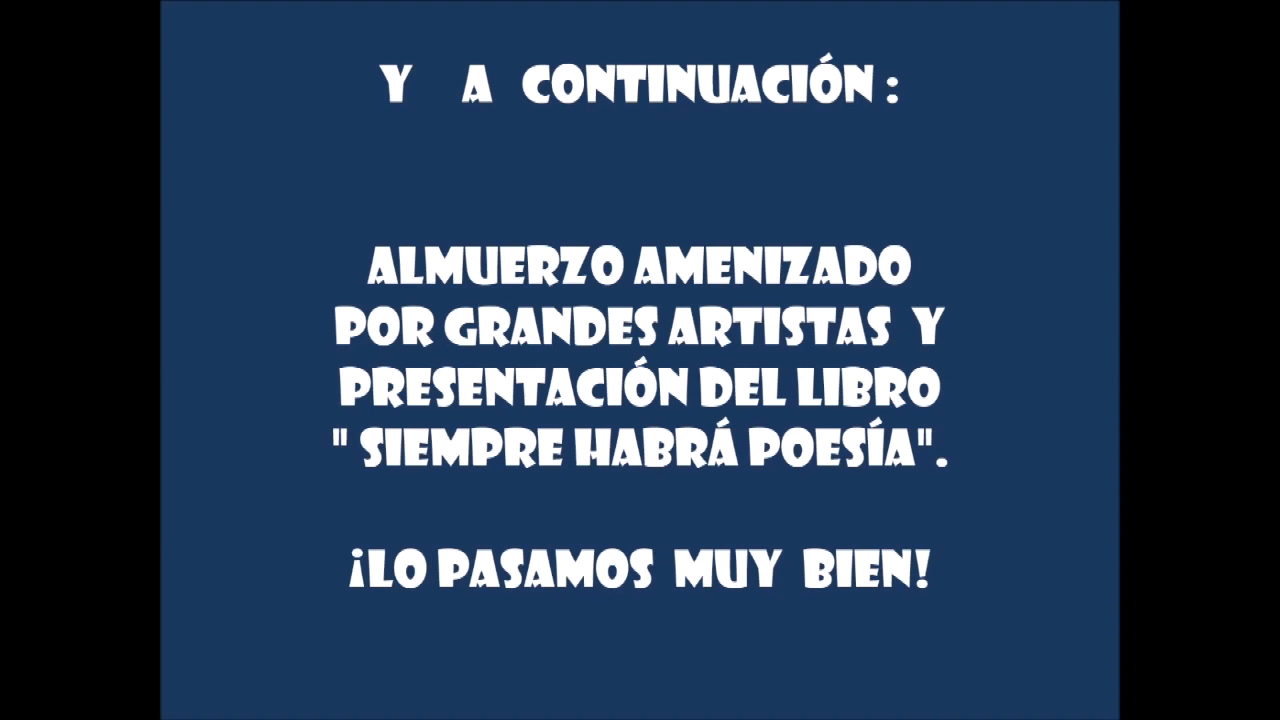 Y A CONTINUACIÓN :
ALMUERZO AMENIZADO
POR GRANDES ARTISTAS Y
PRESENTACIÓN DEL LIBRO
" SIEMPRE HABRÁ POESÍA".
¡LO PASAMOS MUY BIEN!